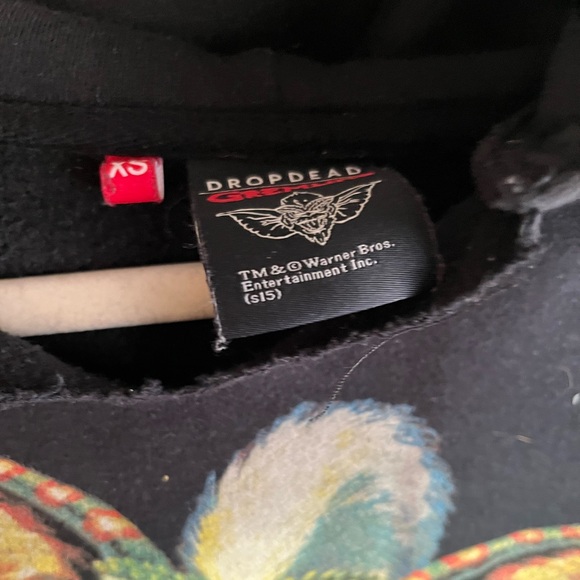 XS
DROPDEAD
GREMLINS
TM & © Warner Bros.
Entertainment Inc.
(s15)